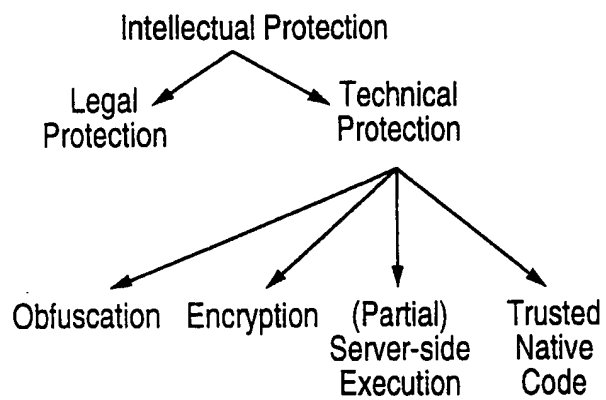 Intellectual Protection
Legal
Protection
Technical
Protection
Obfuscation
Encryption
(Partial)
Server-side
Execution
Trusted
Native
Code